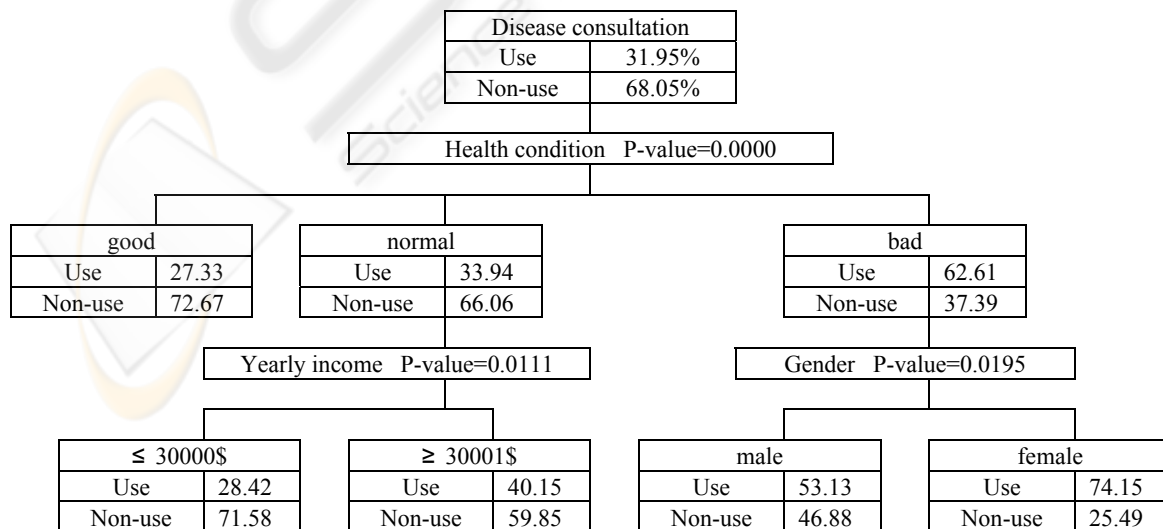 Disease consultation
Use 31.95%
Non-use 68.05%
Health condition P-value=0.0000
good
Use 27.33
Non-use 72.67
normal
Use 33.94
Non-use 66.06
bad
Use 62.61
Non-use 37.39
Yearly income P-value=0.0111
Gender P-value=0.0195
≤ 30000$
Use 28.42
Non-use 71.58
≥ 30001$
Use 40.15
Non-use 59.85
male
Use 53.13
Non-use 46.88
female
Use 74.15
Non-use 25.49